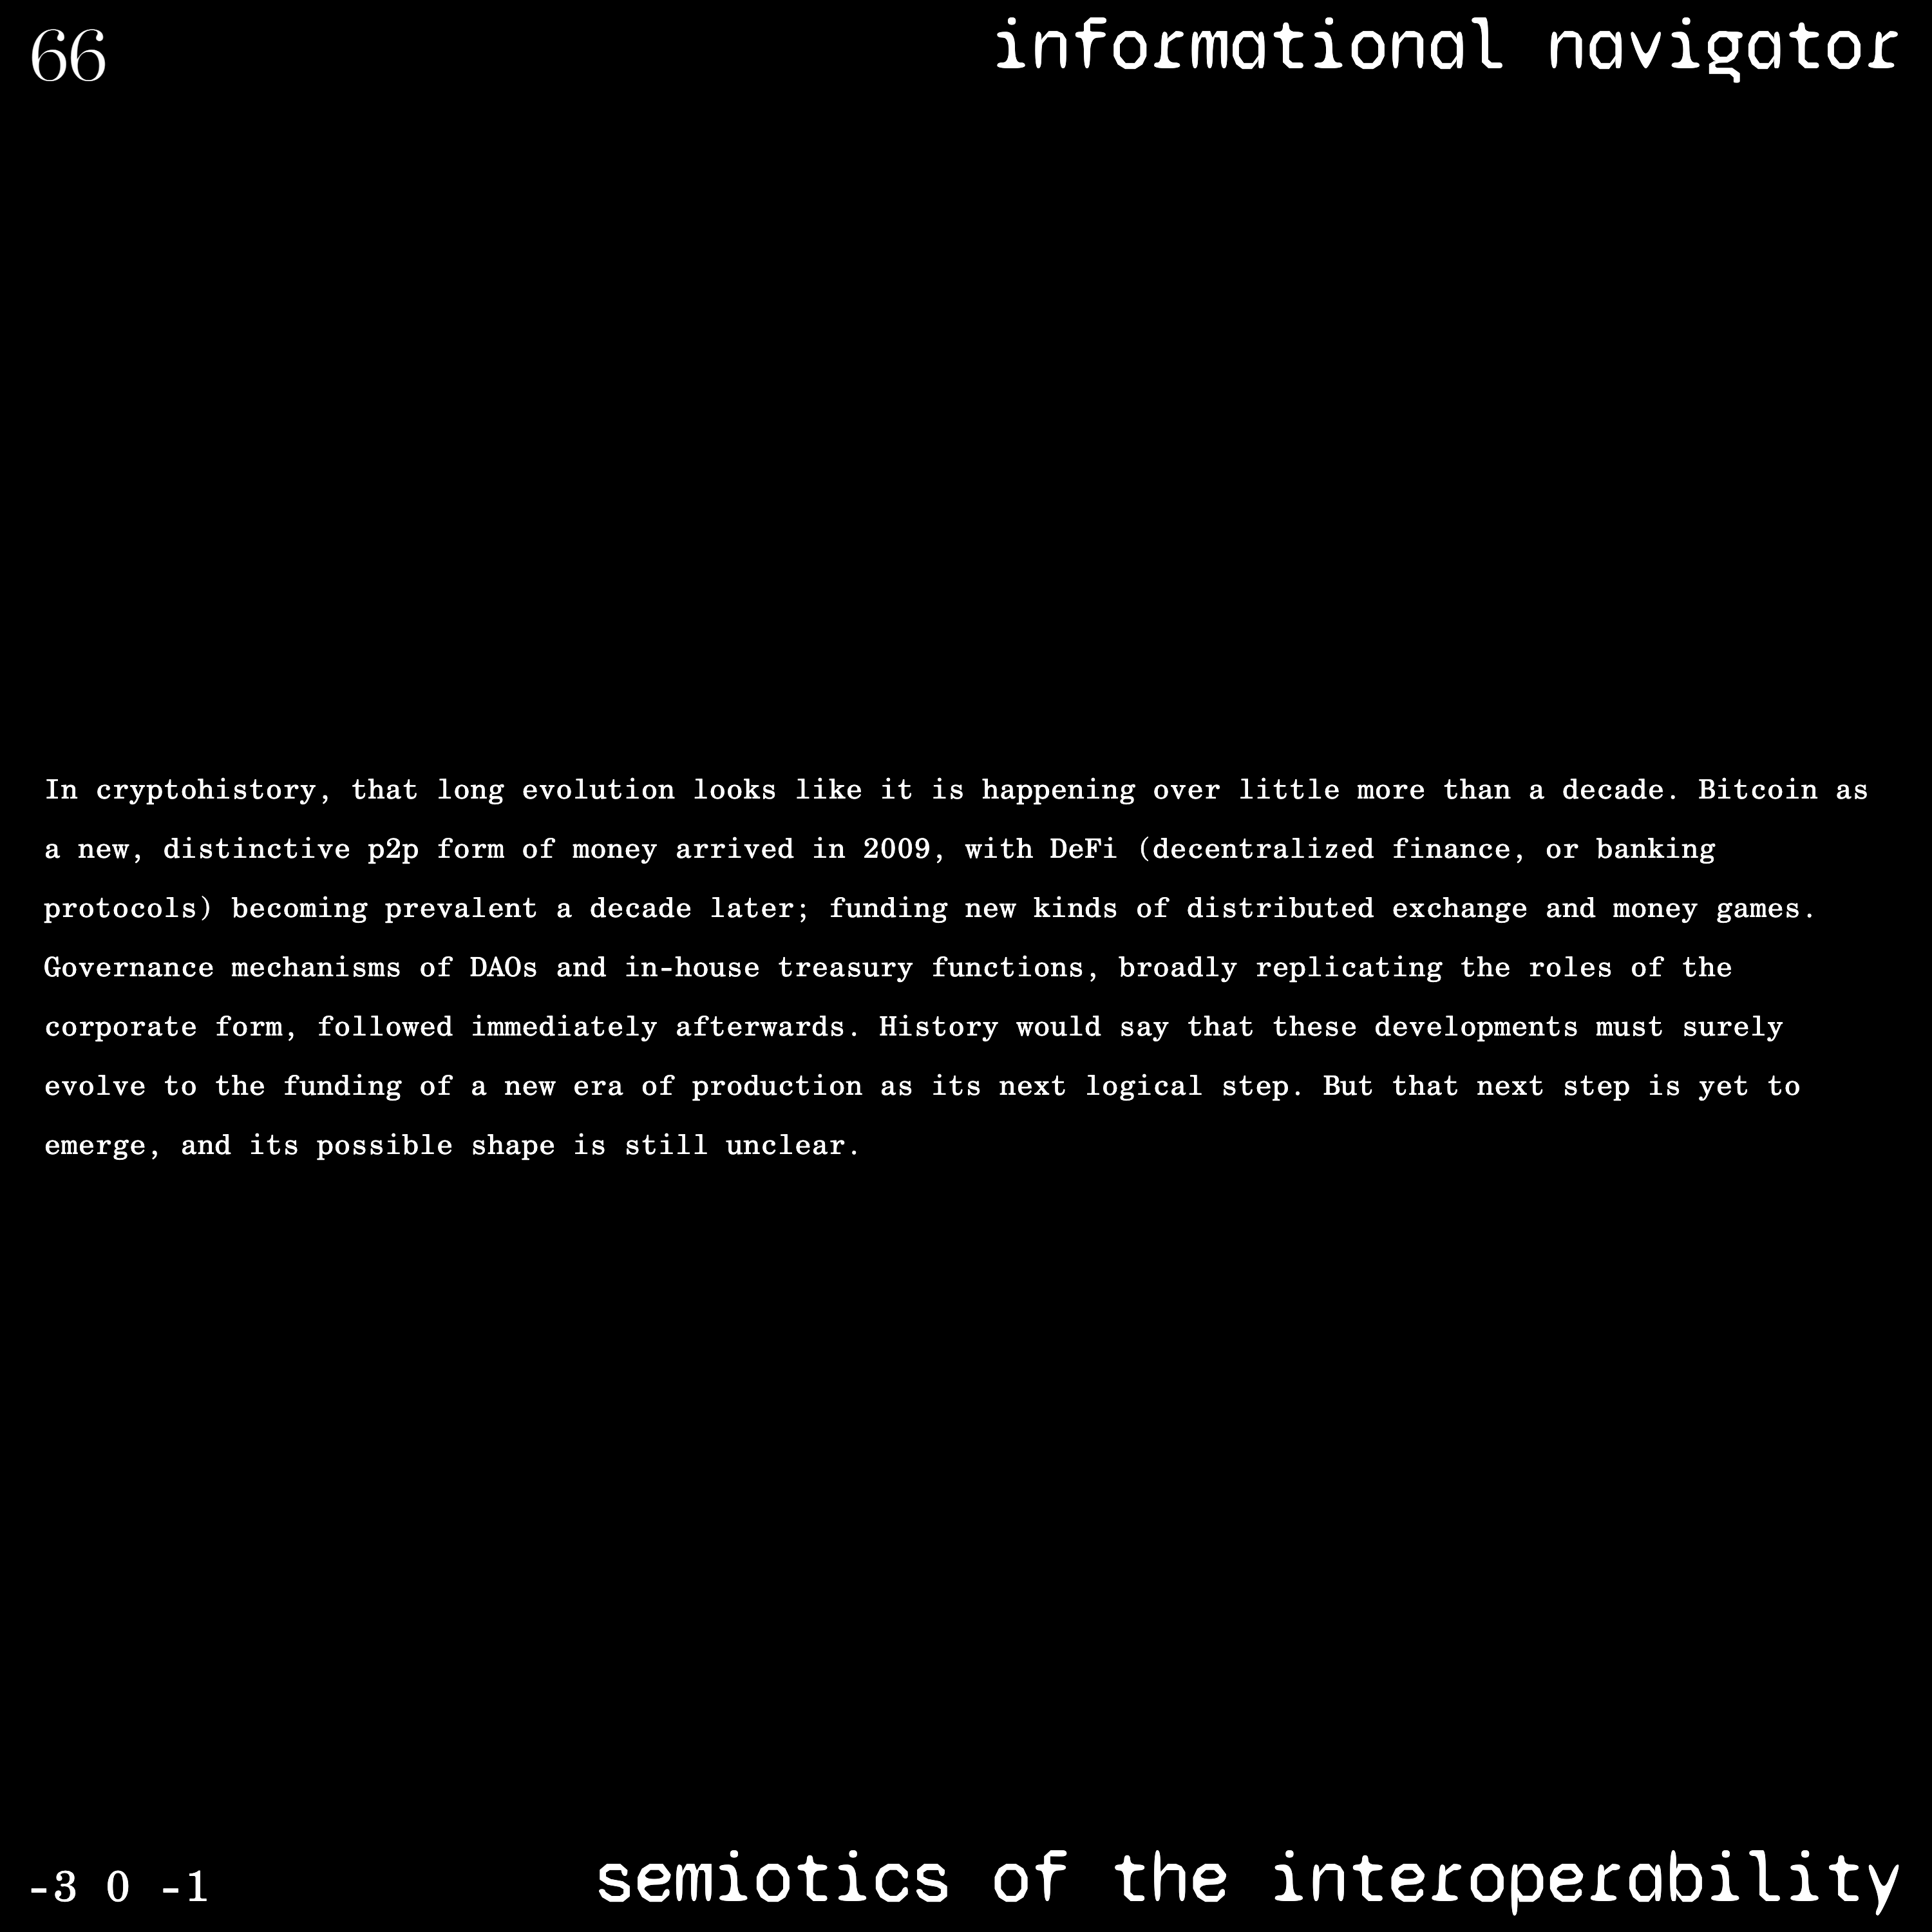 66
informational navigator
In cryptohistory, that long evolution looks like it is happening over little more than a decade. Bitcoin as
a new, distinctive p2p form of money arrived in 2009, with DeFi (decentralized finance, or banking
protocols) becoming prevalent a decade later; funding new kinds of distributed exchange and money games.
Governance mechanisms of DAOs and in-house treasury functions, broadly replicating the roles of the
corporate form, followed immediately afterwards. History would say that these developments must surely
evolve to the funding of a new era of production as its next logical step. But that next step is yet to
emerge, and its possible shape is still unclear.
-3 0 -1
semiotics of the interoperability